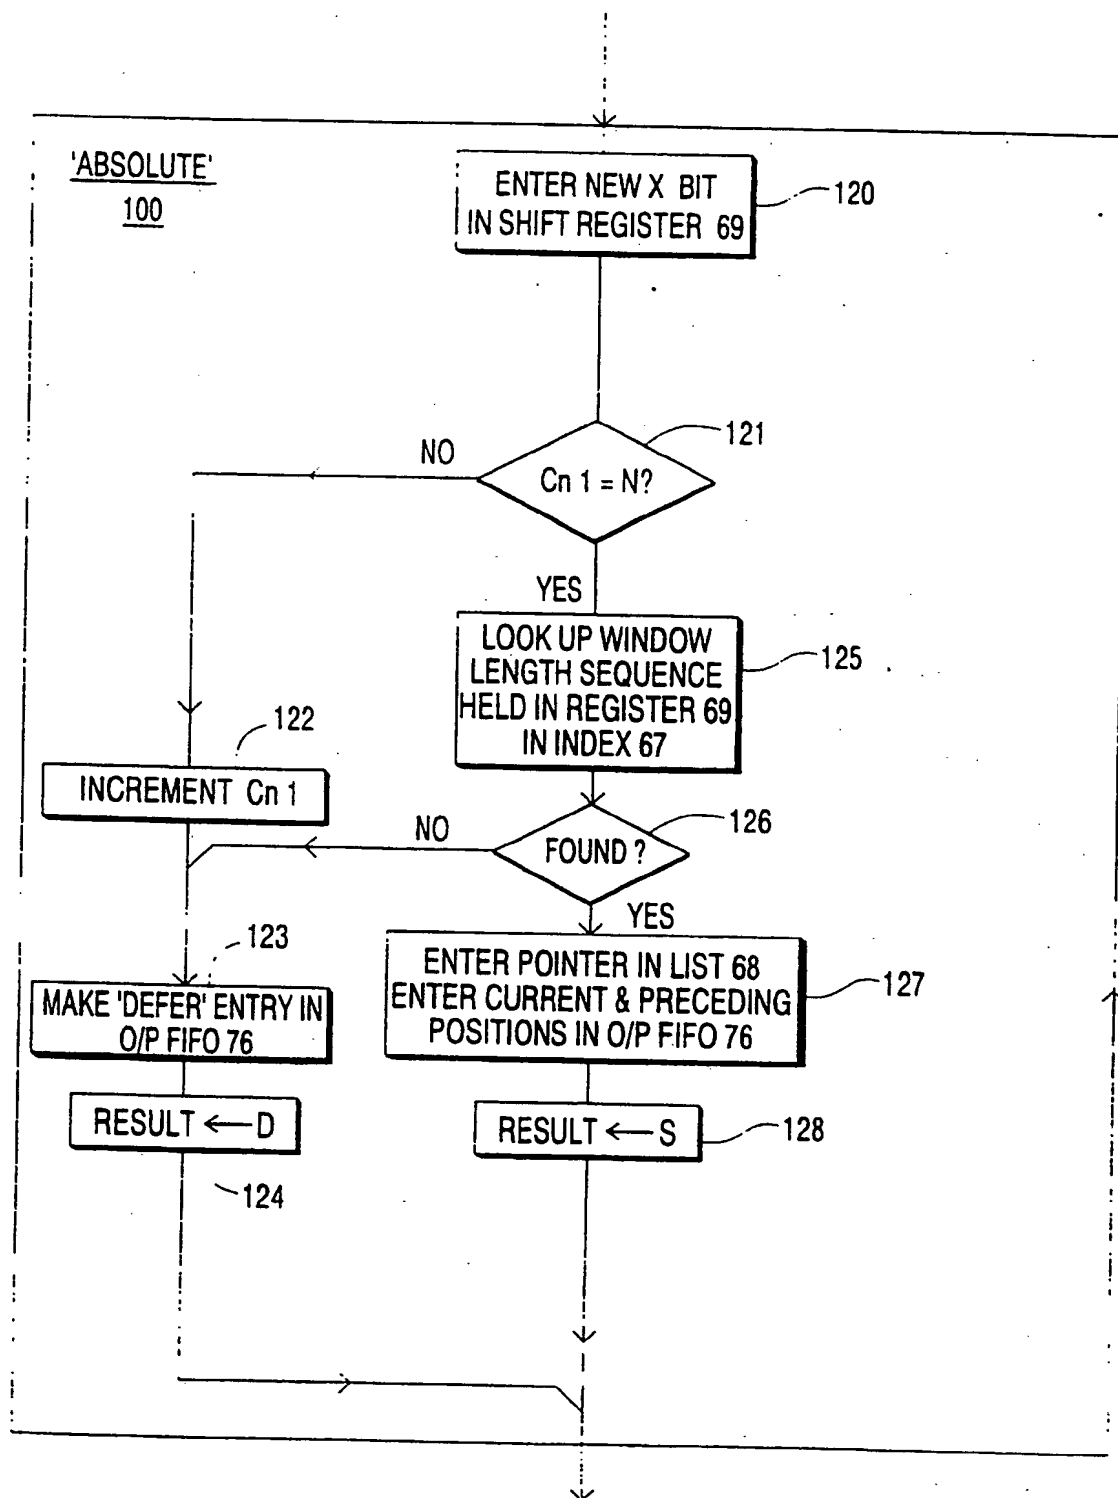 'ABSOLUTE'
100
ENTER NEW X BIT
IN SHIFT REGISTER 69
120
121
NO
Cn 1 = N?
YES
LOOK UP WINDOW
LENGTH SEQUENCE
HELD IN REGISTER 69
IN INDEX 67
125
122
INCREMENT Cn 1
126
NO
FOUND ?
YES
123
MAKE 'DEFER' ENTRY IN
O/P FIFO 76
ENTER POINTER IN LIST 68
ENTER CURRENT & PRECEDING
POSITIONS IN O/P FIFO 76
127
RESULT ← D
124
RESULT ← S
128